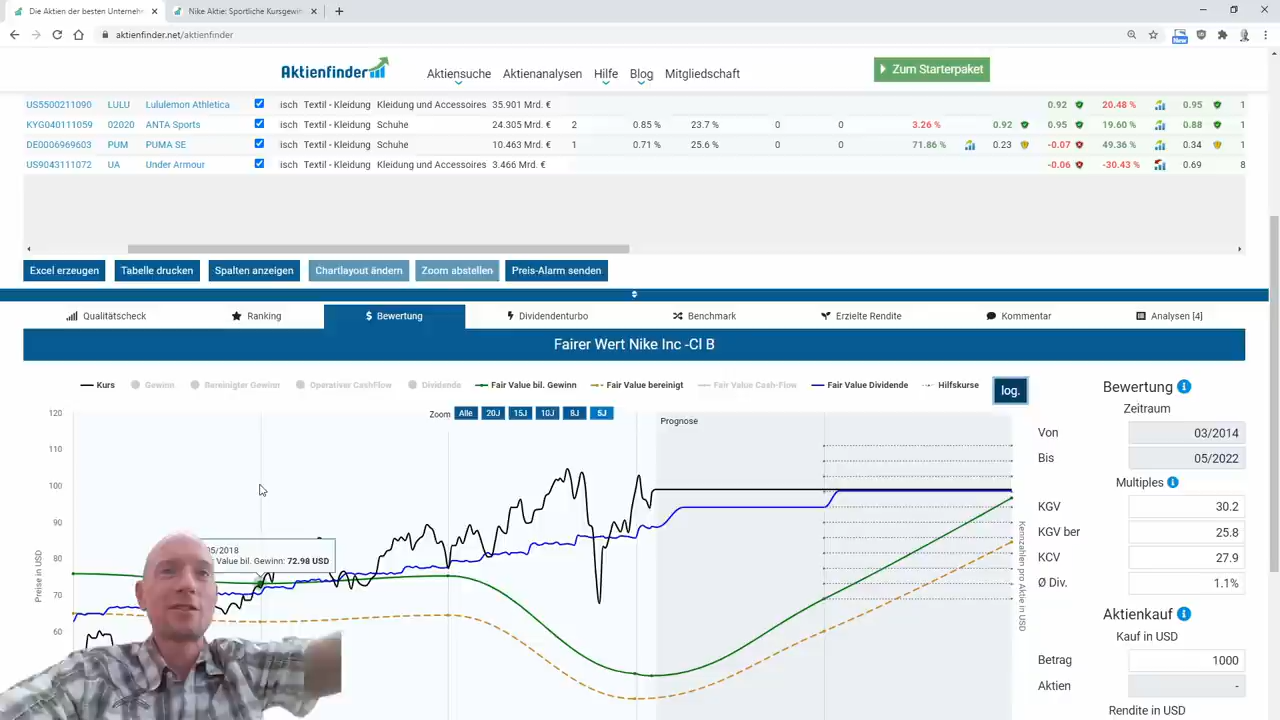 Die Aktien der besten Unterneh
Nike Aktie: Sportliche Kursgewin
aktienfinder.net/aktienfinder
New
Aktienfinder
Aktiensuche Aktienanalysen Hilfe Blog Mitgliedschaft
Zum Starterpaket
US5500211090 LULU Lululemon Athletica isch Textil - Kleidung Kleidung und Accessoires 35.901 Mrd. € 0.92 20.48 % 0.95 1
KYG040111059 02020 ANTA Sports isch Textil - Kleidung Schuhe 24.305 Mrd. € 2 0.85 % 23.7 % 0 0 3.26 % 0.92 0.95 19.60 % 0.88 1
DE0006969603 PUM PUMA SE isch Textil - Kleidung Schuhe 10.463 Mrd. € 1 0.71 % 25.6 % 0 0 71.86 % 0.23 -0.07 49.36 % 0.34 1
US9043111072 UA Under Armour isch Textil - Kleidung Kleidung und Accessoires 3.466 Mrd. € -0.06 -30.43 % 0.69 8
Excel erzeugen Tabelle drucken Spalten anzeigen Chartlayout ändern Zoom abstellen Preis-Alarm senden
Qualitätscheck Ranking $ Bewertung Dividendenturbo Benchmark Erzielte Rendite Kommentar Analysen [4]
Fairer Wert Nike Inc -Cl B
Kurs Gewinn Bereinigter Gewinn Operativer CashFlow Dividende Fair Value bil. Gewinn Fair Value bereinigt Fair Value Cash-Flow Fair Value Dividende Hilfskurse
log.
Zoom Alle 20J 15J 10J 8J 5J
Prognose
120
110
100
90
80
70
60
Preise in USD
05/2018
Value bil. Gewinn: 72.98 USD
Kennzahlen pro Aktie in USD
Bewertung
Zeitraum
Von 03/2014
Bis 05/2022
Multiples
KGV 30.2
KGV ber 25.8
KCV 27.9
Ø Div. 1.1%
Aktienkauf
Kauf in USD
Betrag 1000
Aktien -
Rendite in USD